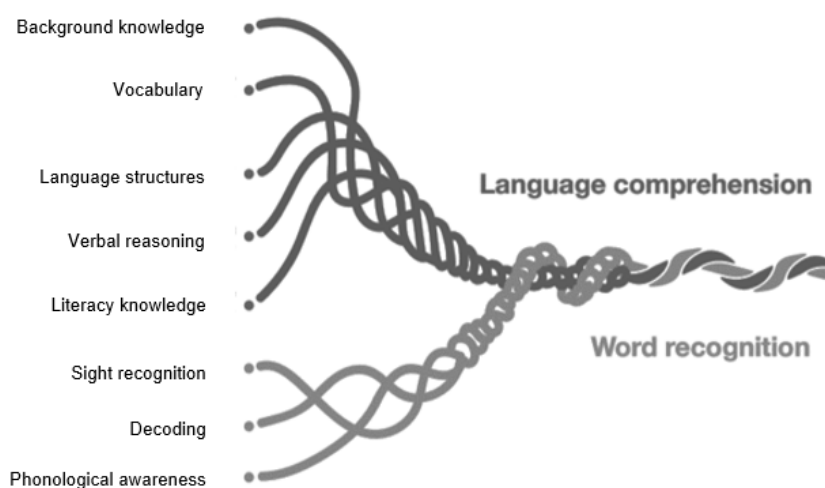 Background knowledge
Vocabulary
Language structures
Verbal reasoning
Literacy knowledge
Language comprehension
Word recognition
Sight recognition
Decoding
Phonological awareness